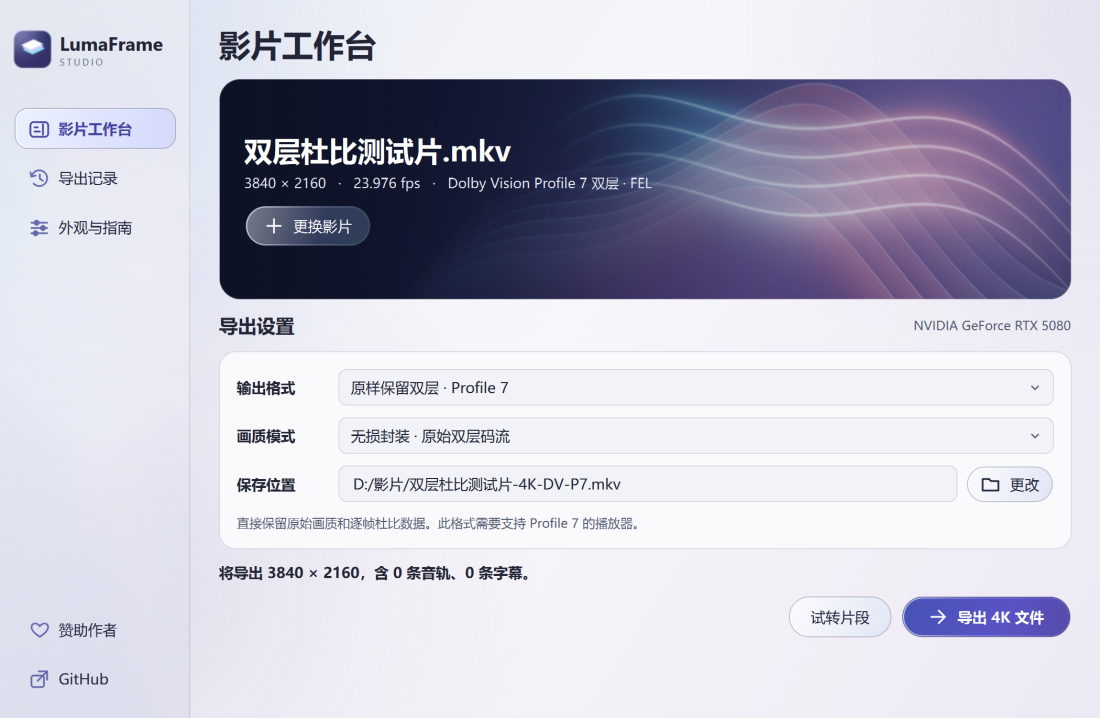 LumaFrame
STUDIO
影片工作台
导出记录
外观与指南
赞助作者
GitHub
影片工作台
双层杜比测试片.mkv
3840 × 2160 · 23.976 fps · Dolby Vision Profile 7 双层 · FEL
更换影片
导出设置
NVIDIA GeForce RTX 5080
输出格式
原样保留双层 · Profile 7
画质模式
无损封装 · 原始双层码流
保存位置
D:/影片/双层杜比测试片-4K-DV-P7.mkv
更改
直接保留原始画质和逐帧杜比数据。此格式需要支持 Profile 7 的播放器。
将导出 3840 × 2160，含 0 条音轨、0 条字幕。
试转片段
导出 4K 文件